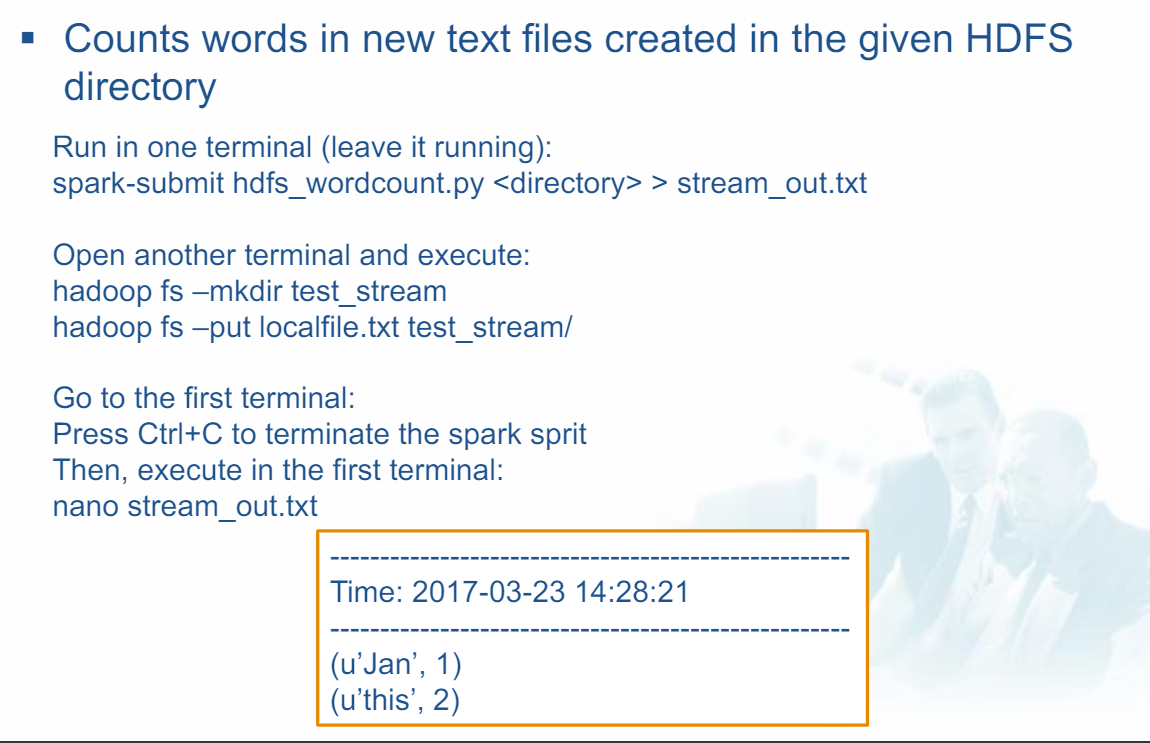 ▪ Counts words in new text files created in the given HDFS
directory
Run in one terminal (leave it running):
spark-submit hdfs_wordcount.py <directory> > stream_out.txt
Open another terminal and execute:
hadoop fs –mkdir test_stream
hadoop fs –put localfile.txt test_stream/
Go to the first terminal:
Press Ctrl+C to terminate the spark sprit
Then, execute in the first terminal:
nano stream_out.txt
----------------------------------------------------
Time: 2017-03-23 14:28:21
----------------------------------------------------
(u’Jan’, 1)
(u’this’, 2)